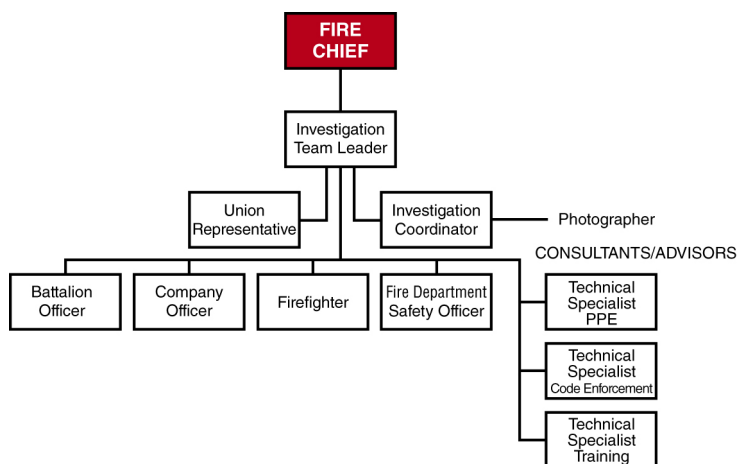 FIRE
CHIEF
Investigation
Team Leader
Union
Representative
Investigation
Coordinator
Photographer
CONSULTANTS/ADVISORS
Battalion
Officer
Company
Officer
Firefighter
Fire Department
Safety Officer
Technical
Specialist
PPE
Technical
Specialist
Code Enforcement
Technical
Specialist
Training